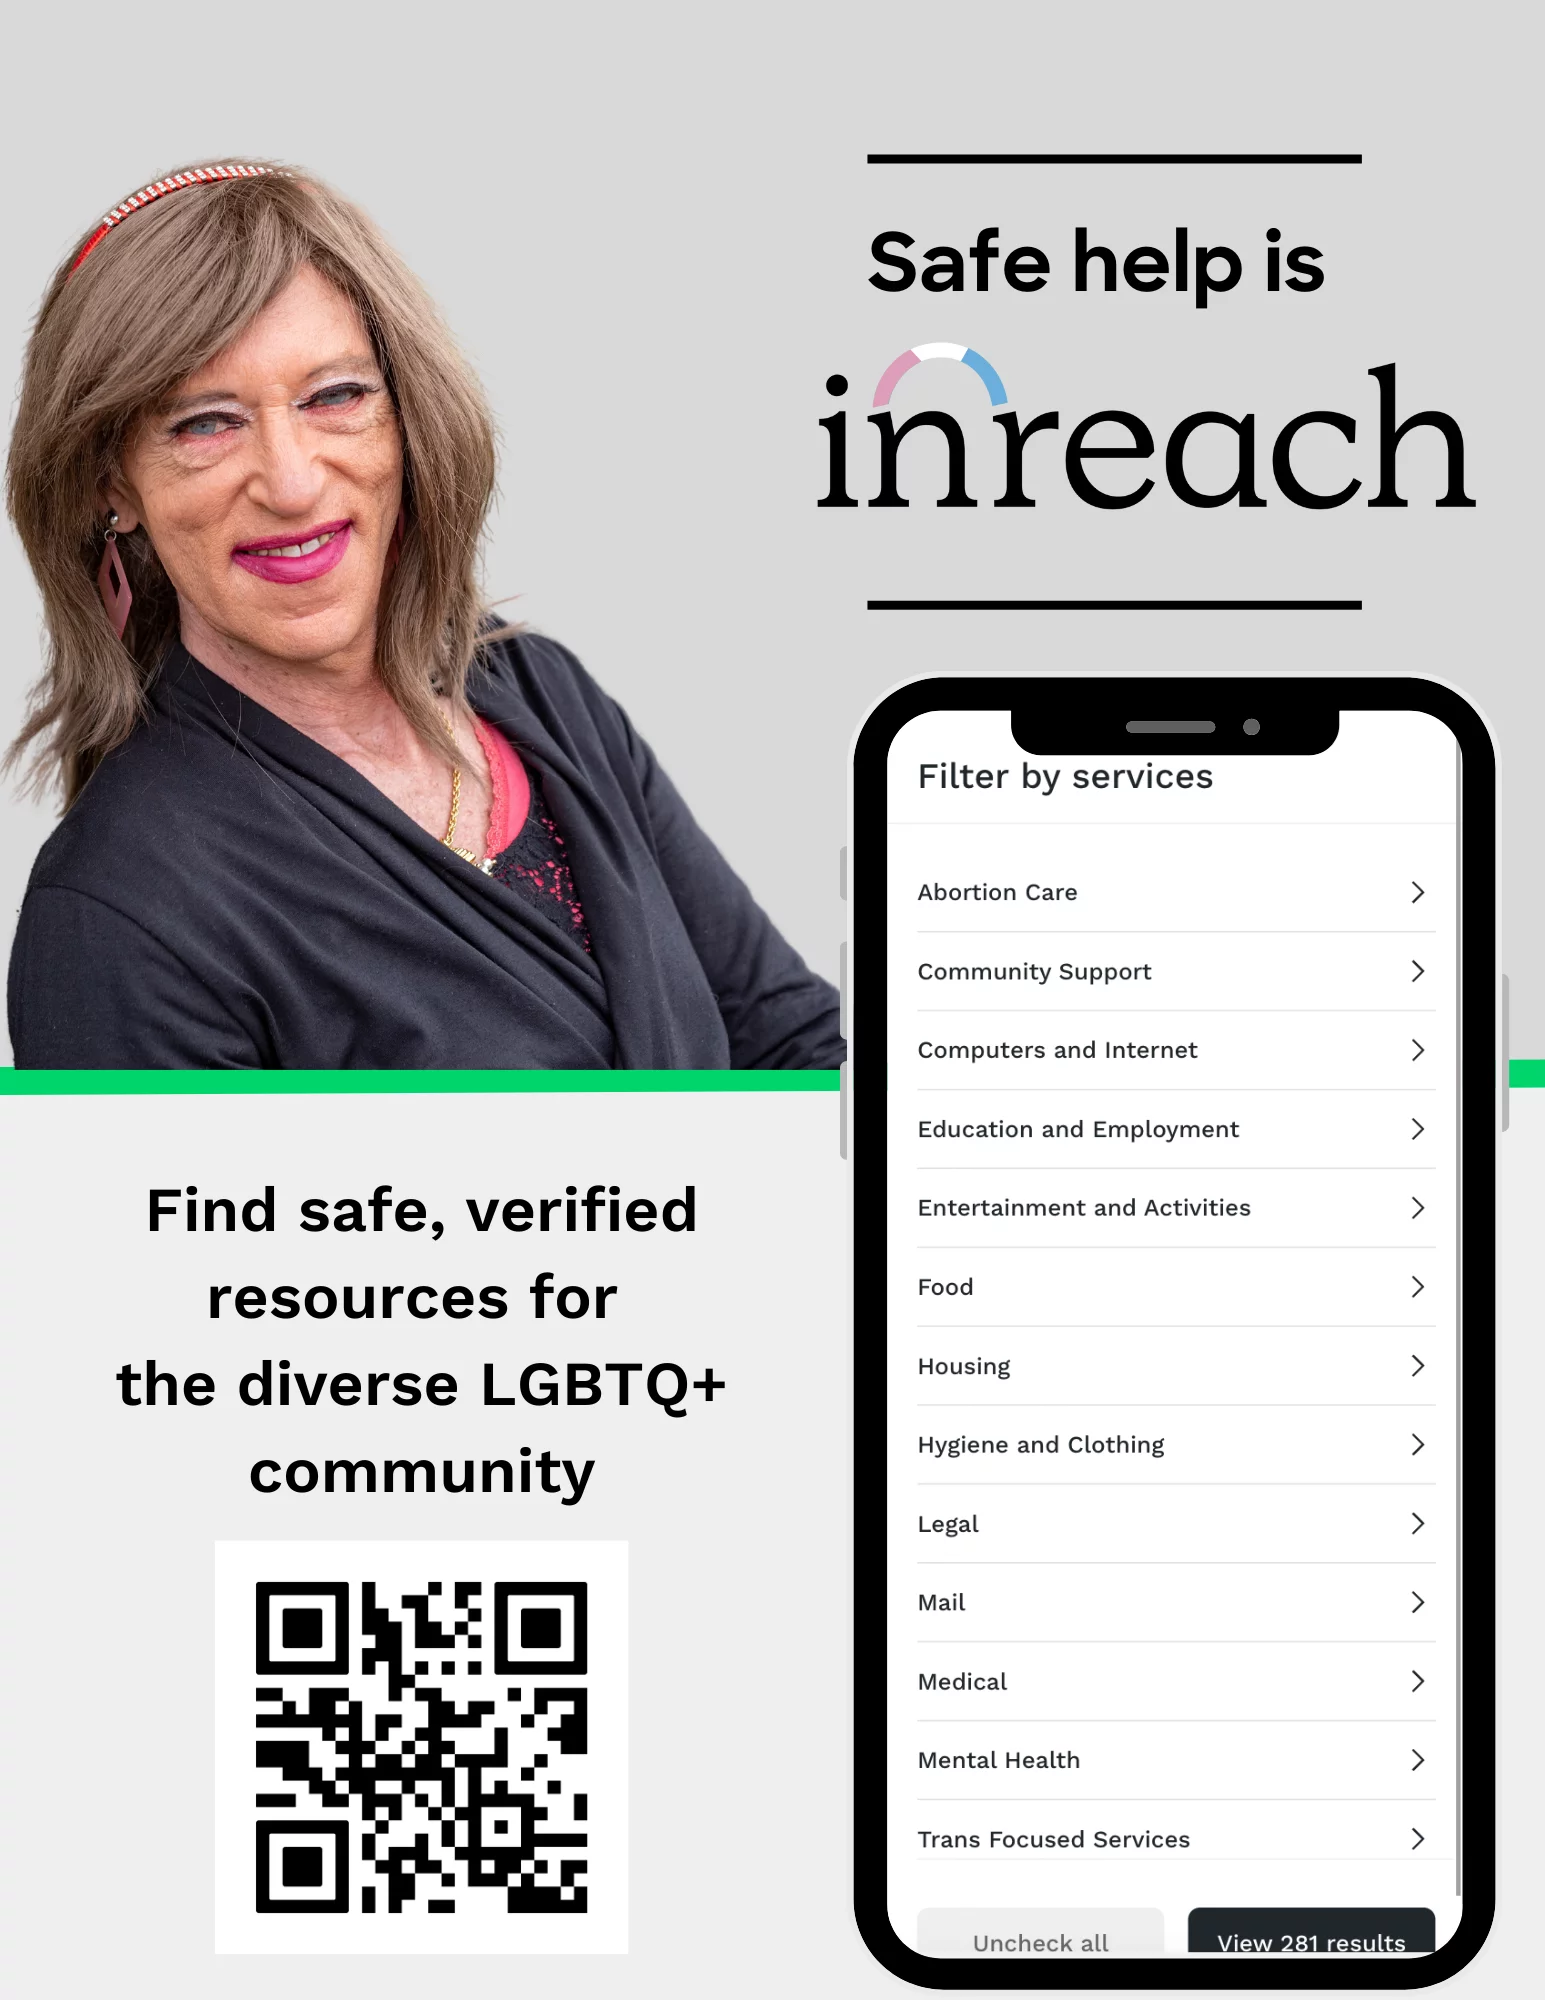 Safe help is
inreach
Filter by services
Abortion Care
Community Support
Computers and Internet
Education and Employment
Entertainment and Activities
Food
Housing
Hygiene and Clothing
Legal
Mail
Medical
Mental Health
Trans Focused Services
Uncheck all
View 281 results
Find safe, verified
resources for
the diverse LGBTQ+
community